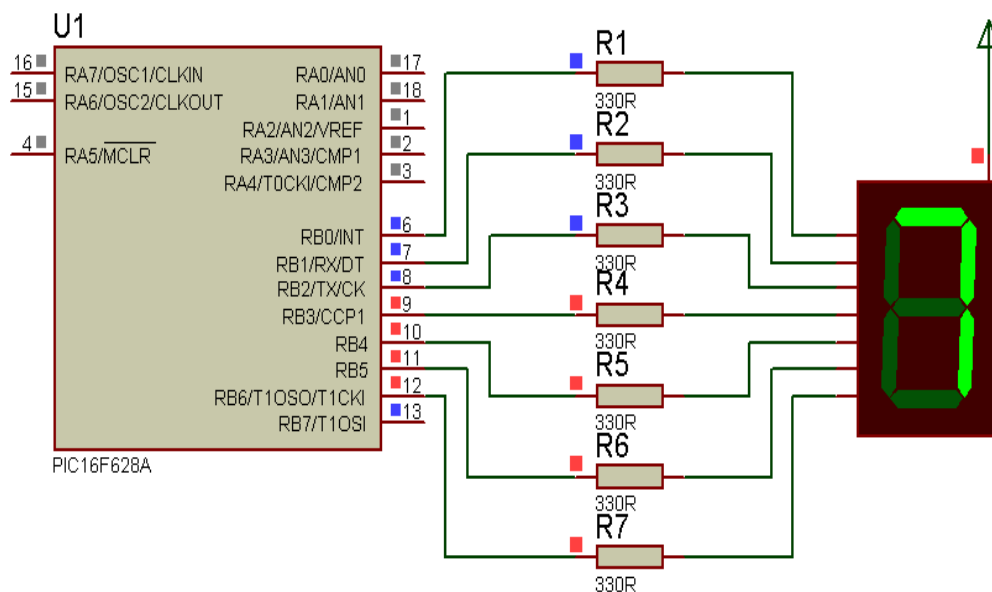 U1
16
RA7/OSC1/CLKIN
RA0/AN0
17
15
RA6/OSC2/CLKOUT
RA1/AN1
18
RA2/AN2/VREF
1
4
RA5/MCLR
RA3/AN3/CMP1
2
RA4/T0CKI/CMP2
3
RB0/INT
6
RB1/RX/DT
7
RB2/TX/CK
8
RB3/CCP1
9
RB4
10
RB5
11
RB6/T1OSO/T1CKI
12
RB7/T1OSI
13
PIC16F628A
R1
330R
R2
330R
R3
330R
R4
330R
R5
330R
R6
330R
R7
330R